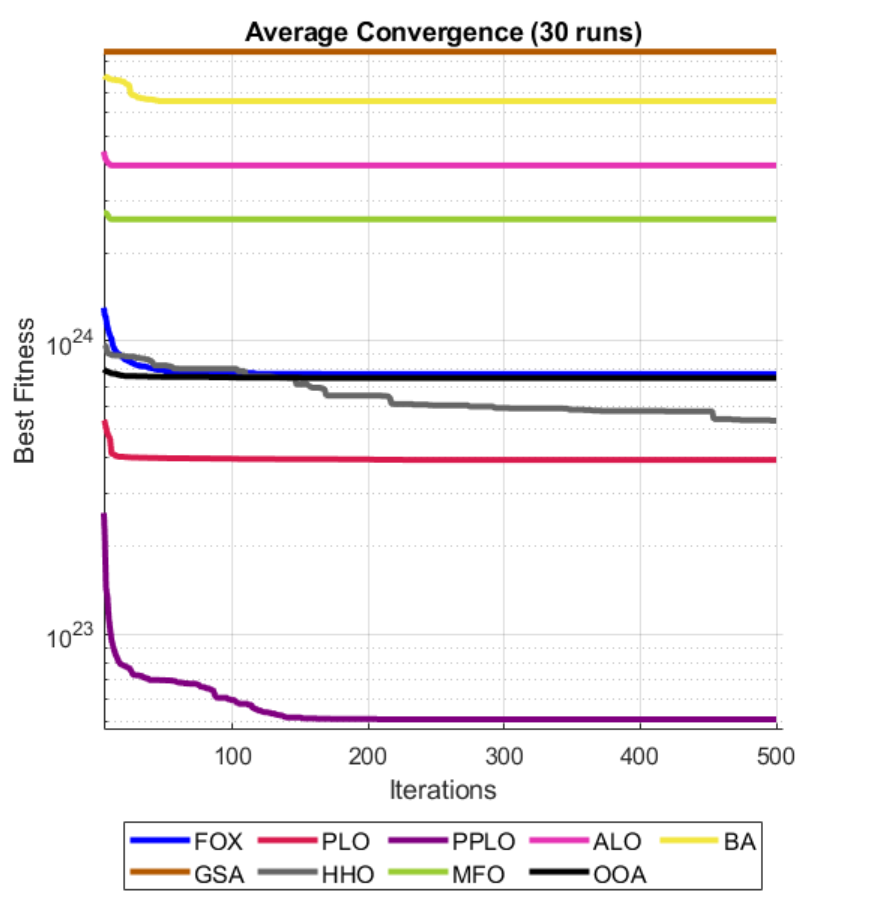 Average Convergence (30 runs)
Best Fitness
10^24
10^23
100 200 300 400 500
Iterations
FOX PLO PPLO ALO BA
GSA HHO MFO OOA